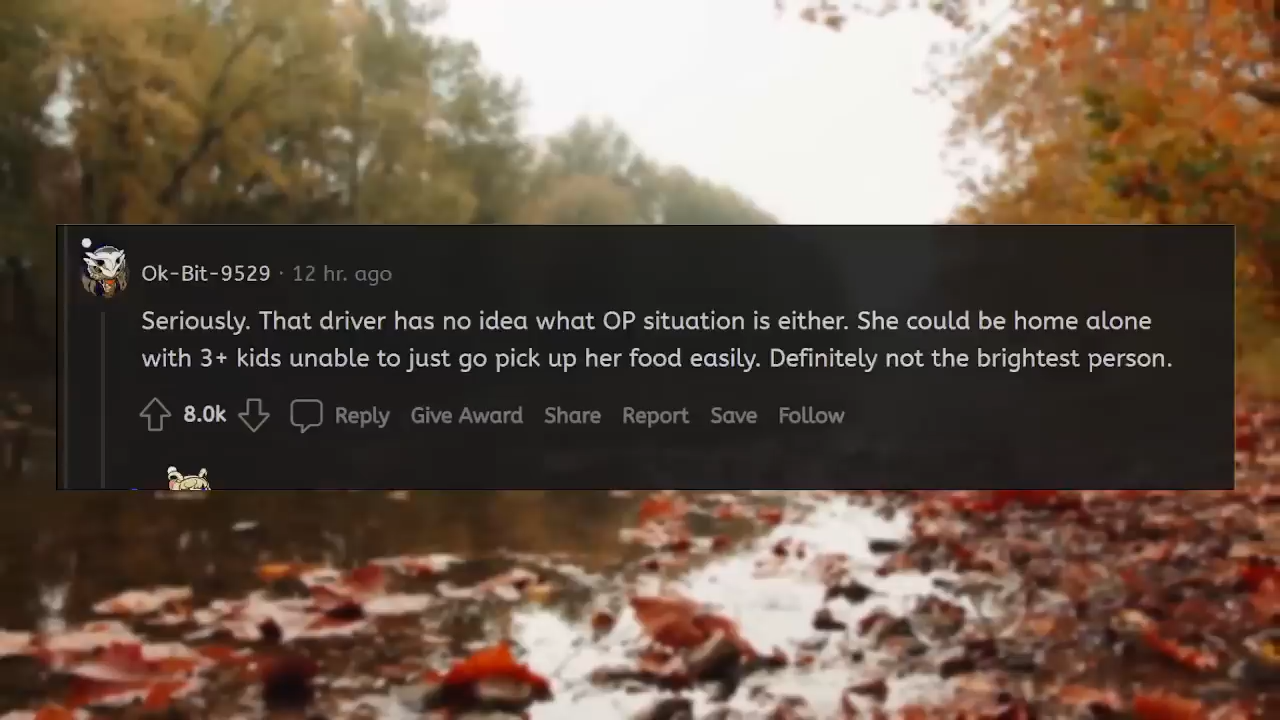 Ok-Bit-9529 · 12 hr. ago
Seriously. That driver has no idea what OP situation is either. She could be home alone
with 3+ kids unable to just go pick up her food easily. Definitely not the brightest person.
8.0k Reply Give Award Share Report Save Follow